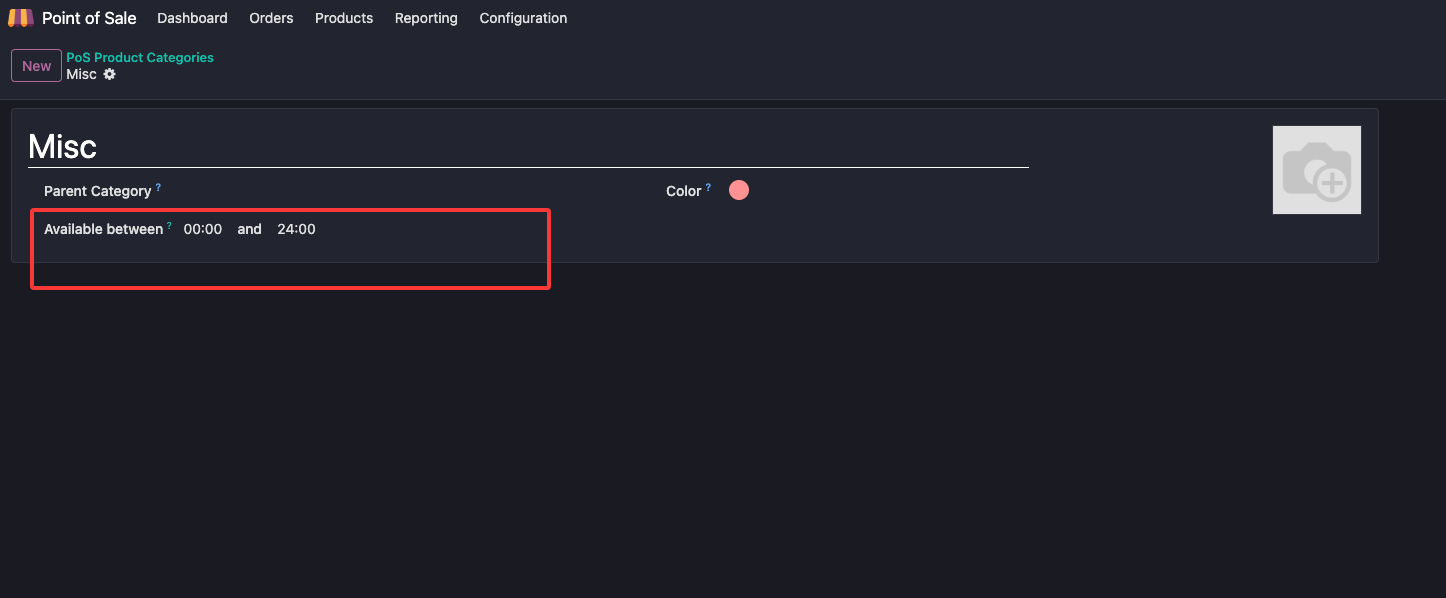 Point of Sale Dashboard Orders Products Reporting Configuration
New PoS Product Categories
Misc
Misc
Parent Category ? Color ?
Available between ? 00:00 and 24:00